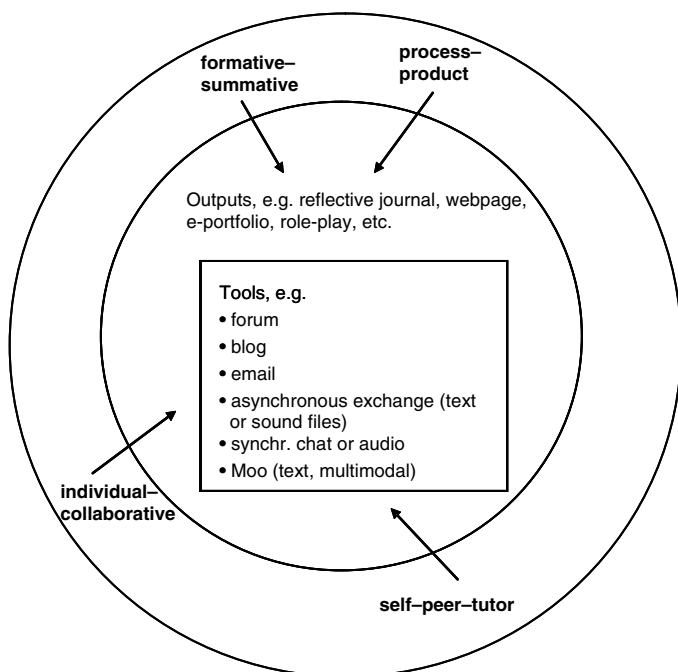 formative–
summative
process–
product
Outputs, e.g. reflective journal, webpage,
e-portfolio, role-play, etc.
Tools, e.g.
• forum
• blog
• email
• asynchronous exchange (text
or sound files)
• synchr. chat or audio
• Moo (text, multimodal)
individual–
collaborative
self–peer–tutor